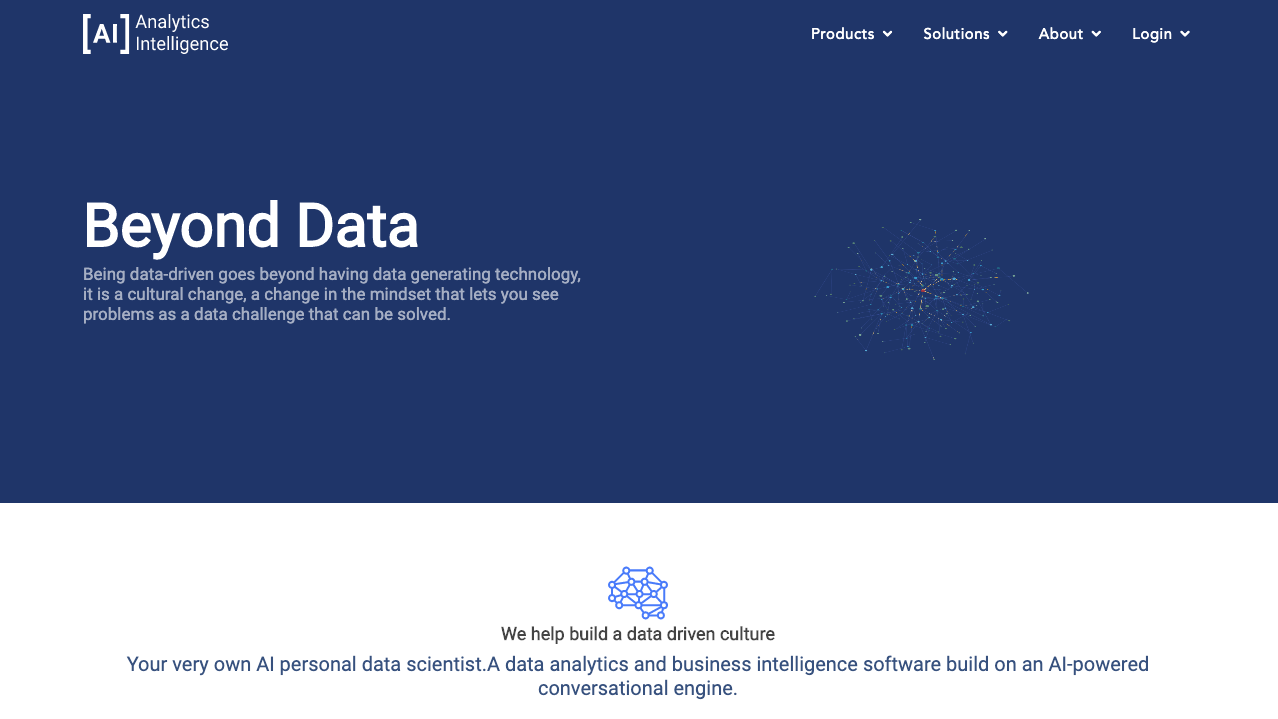 [AI] Analytics
Intelligence
Products
Solutions
About
Login
Beyond Data
Being data-driven goes beyond having data generating technology,
it is a cultural change, a change in the mindset that lets you see
problems as a data challenge that can be solved.
We help build a data driven culture
Your very own AI personal data scientist.A data analytics and business intelligence software build on an AI-powered
conversational engine.